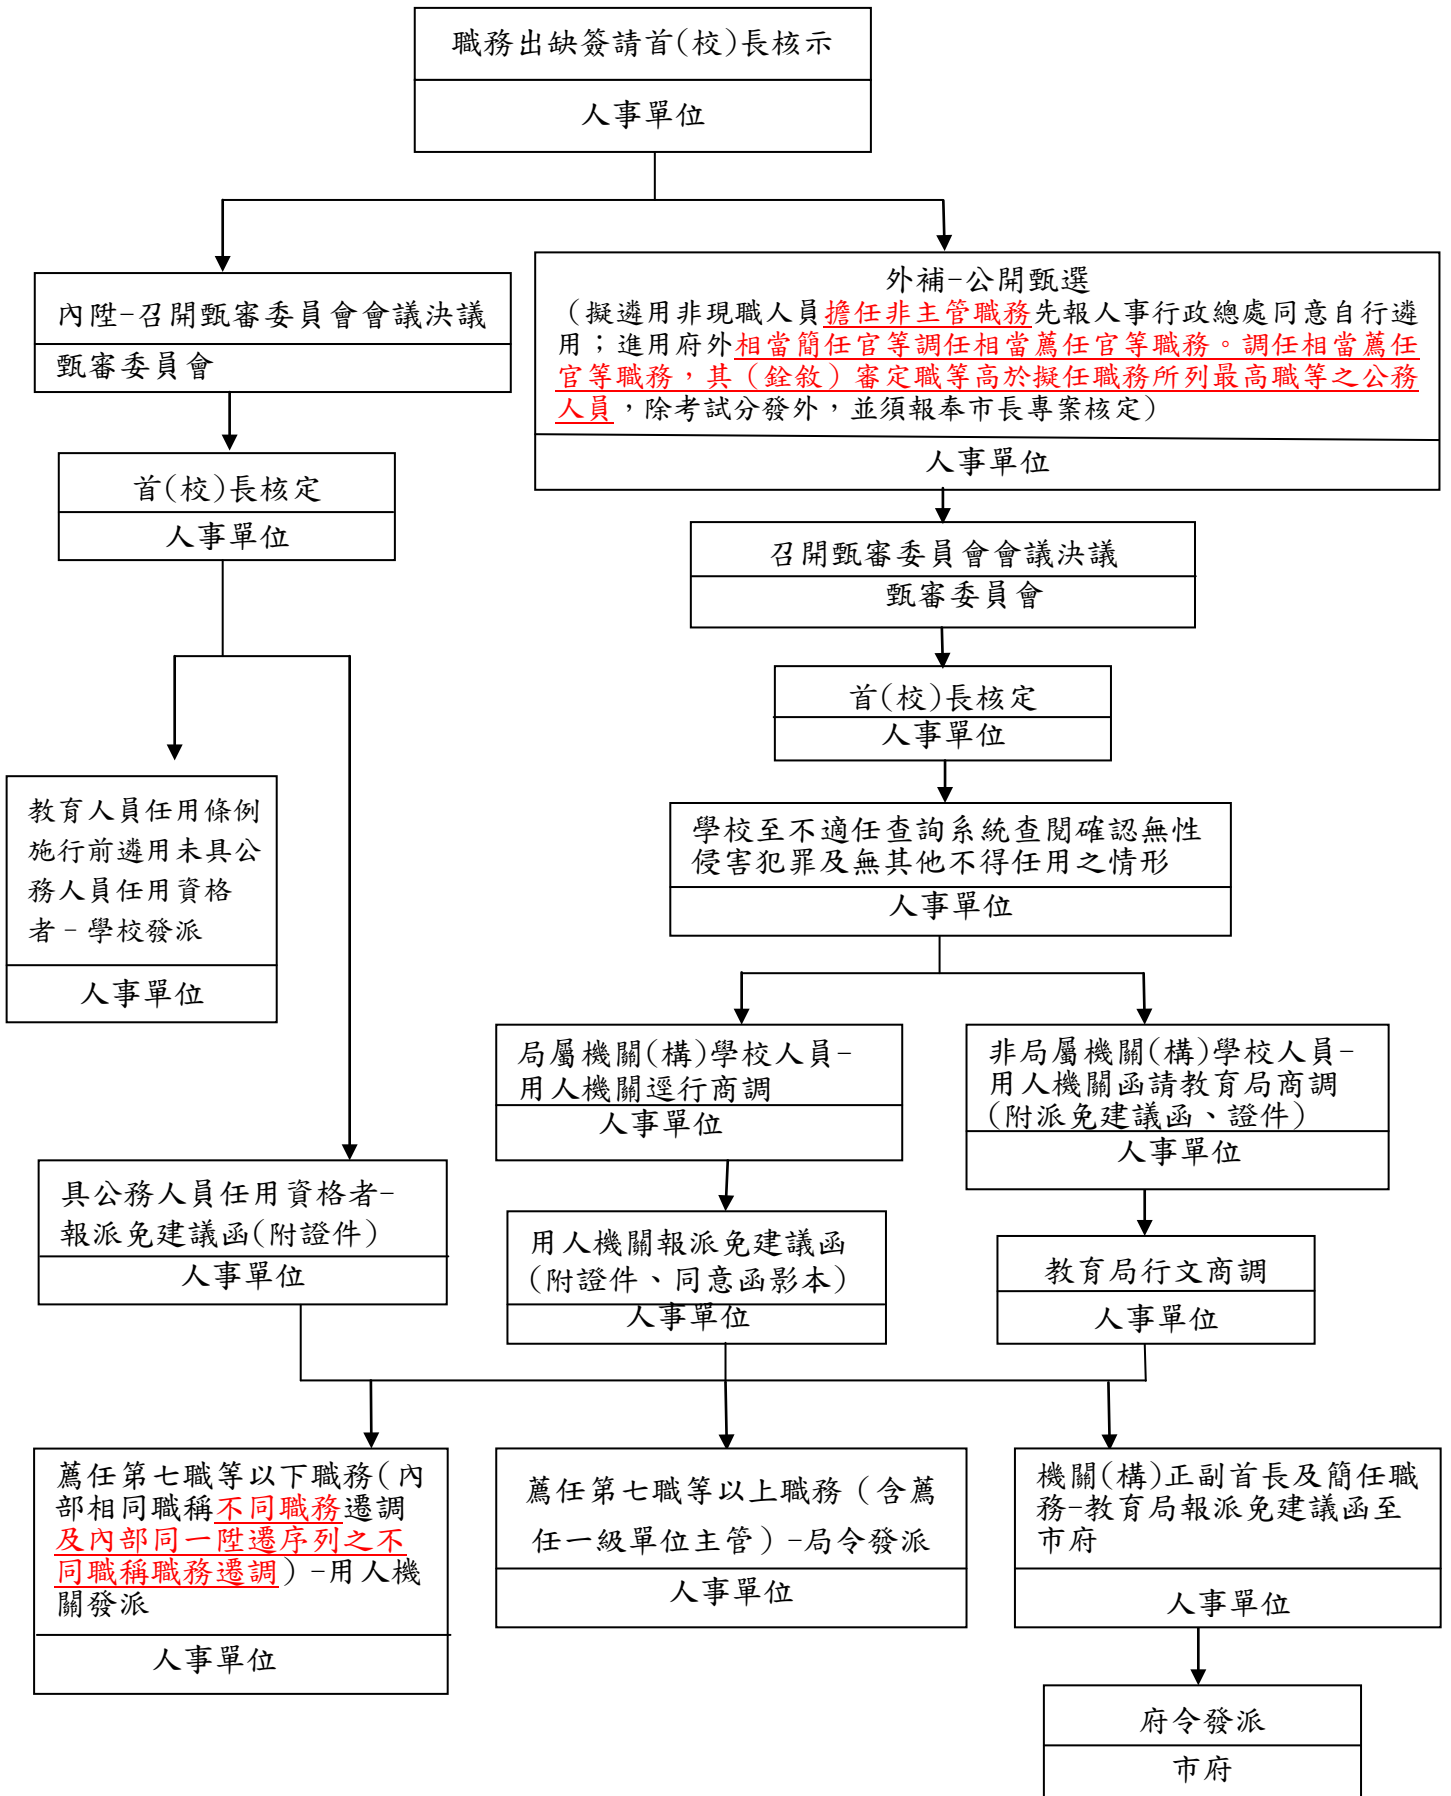 職務出缺簽請首(校)長核示
人事單位
內陞-召開甄審委員會會議決議
甄審委員會
外補-公開甄選
（擬遴用非現職人員擔任非主管職務先報人事行政總處同意自行遴
用；進用府外相當簡任官等調任相當薦任官等職務。調任相當薦任
官等職務，其（銓敘）審定職等高於擬任職務所列最高職等之公務
人員，除考試分發外，並須報奉市長專案核定）
人事單位
首(校)長核定
人事單位
召開甄審委員會會議決議
甄審委員會
首(校)長核定
人事單位
教育人員任用條例
施行前遴用未具公
務人員任用資格
者-學校發派
人事單位
學校至不適任查詢系統查閱確認無性
侵害犯罪及無其他不得任用之情形
人事單位
局屬機關(構)學校人員-
用人機關逕行商調
人事單位
非局屬機關(構)學校人員-
用人機關函請教育局商調
(附派免建議函、證件)
人事單位
具公務人員任用資格者-
報派免建議函(附證件)
人事單位
用人機關報派免建議函
(附證件、同意函影本)
人事單位
教育局行文商調
人事單位
薦任第七職等以下職務(內
部相同職稱不同職務遷調
及內部同一陞遷序列之不
同職稱職務遷調)-用人機
關發派
人事單位
薦任第七職等以上職務（含薦
任一級單位主管）-局令發派
人事單位
機關(構)正副首長及簡任職
務-教育局報派免建議函至
市府
人事單位
府令發派
市府